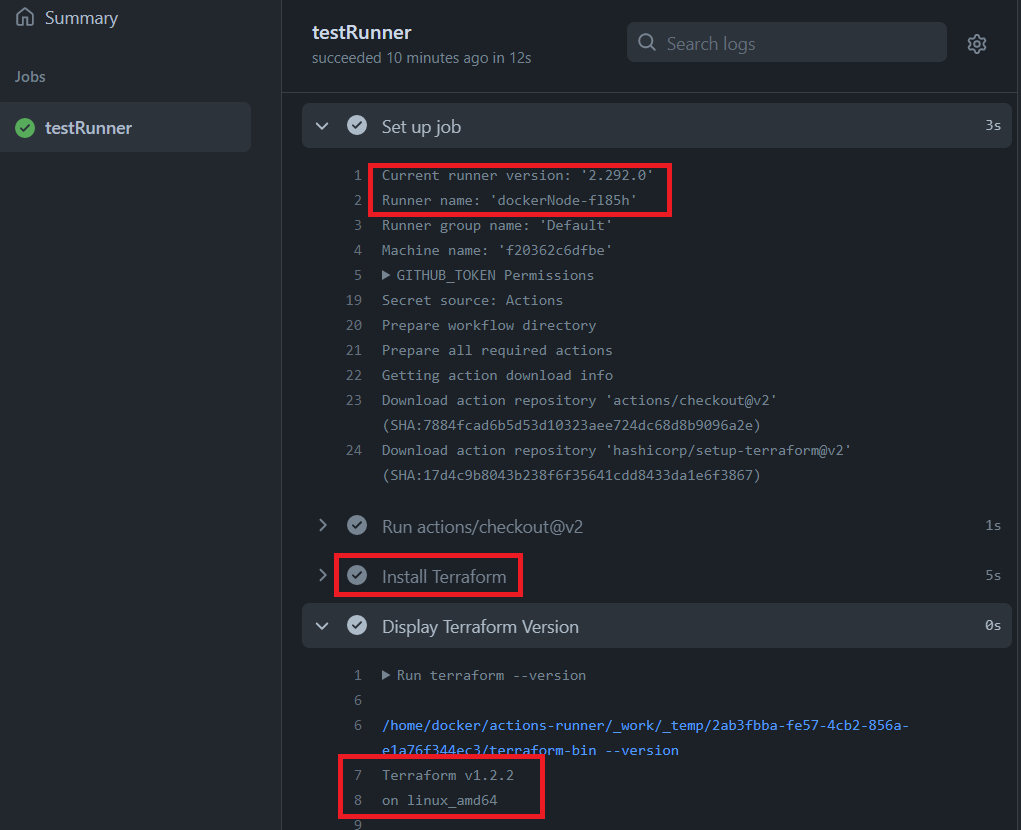 Summary
Jobs
testRunner
testRunner
succeeded 10 minutes ago in 12s
Search logs
Set up job 3s
1 Current runner version: '2.292.0'
2 Runner name: 'dockerNode-fl85h'
3 Runner group name: 'Default'
4 Machine name: 'f20362c6dfbe'
5 GITHUB_TOKEN Permissions
19 Secret source: Actions
20 Prepare workflow directory
21 Prepare all required actions
22 Getting action download info
23 Download action repository 'actions/checkout@v2'
(SHA:7884fcad6b5d53d10323aee724dc68d8b9096a2e)
24 Download action repository 'hashicorp/setup-terraform@v2'
(SHA:17d4c9b8043b238f6f35641cdd8433da1e6f3867)
Run actions/checkout@v2 1s
Install Terraform 5s
Display Terraform Version 0s
1 Run terraform --version
6
6 /home/docker/actions-runner/_work/_temp/2ab3fbba-fe57-4cb2-856a-
e1a76f344ec3/terraform-bin --version
7 Terraform v1.2.2
8 on linux_amd64
9